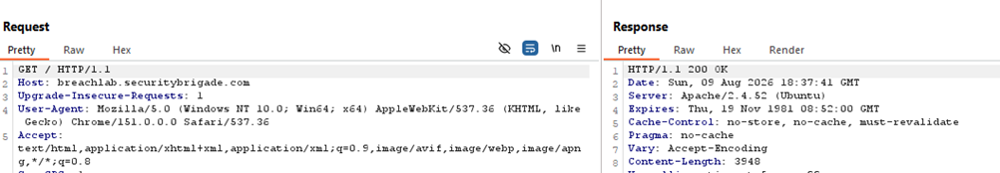 Request
Pretty Raw Hex
\n
1 GET / HTTP/1.1
2 Host: breachlab.securitybrigade.com
3 Upgrade-Insecure-Requests: 1
4 User-Agent: Mozilla/5.0 (Windows NT 10.0; Win64; x64) AppleWebKit/537.36 (KHTML, like
Gecko) Chrome/151.0.0.0 Safari/537.36
5 Accept:
text/html,application/xhtml+xml,application/xml;q=0.9,image/avif,image/webp,image/apn
g,*/*;q=0.8
Response
Pretty Raw Hex Render
1 HTTP/1.1 200 OK
2 Date: Sun, 09 Aug 2026 18:37:41 GMT
3 Server: Apache/2.4.52 (Ubuntu)
4 Expires: Thu, 19 Nov 1981 08:52:00 GMT
5 Cache-Control: no-store, no-cache, must-revalidate
6 Pragma: no-cache
7 Vary: Accept-Encoding
8 Content-Length: 3948